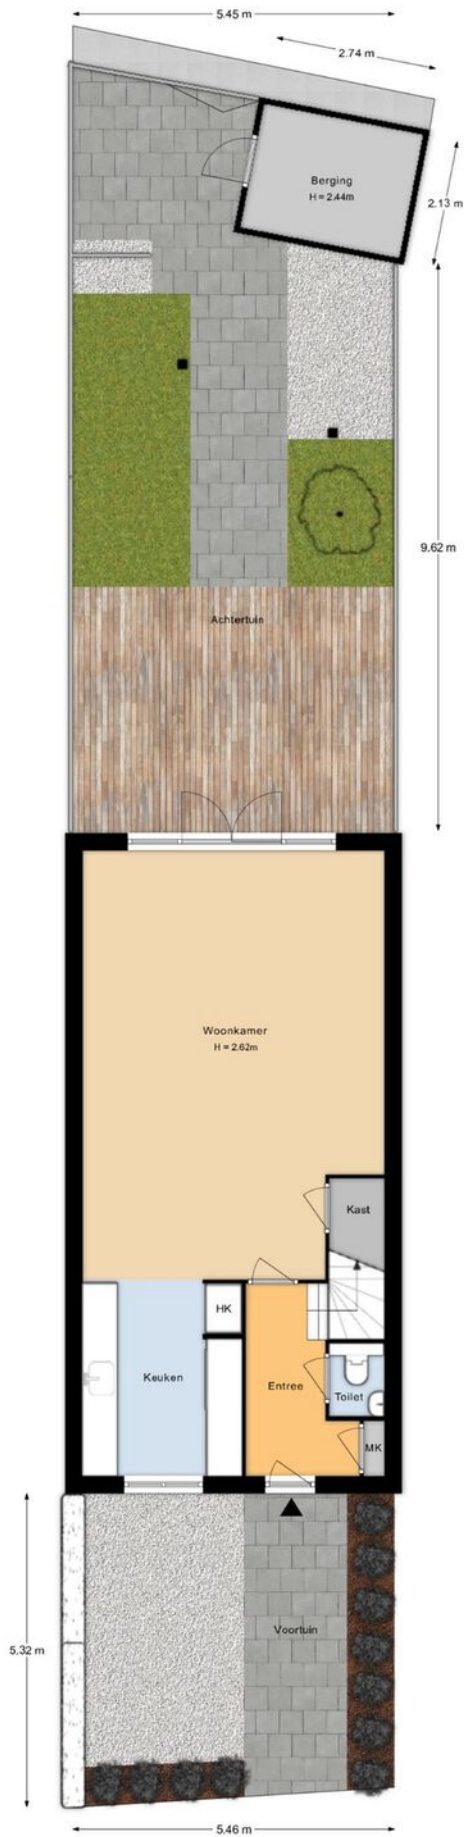 5.45 m
2.74 m
Berging
H = 2.44m
2.13 m
9.62 m
Achtertuin
Woonkamer
H = 2.62m
Kast
HK
Keuken
Entree
Toilet
MK
5.32 m
Voortuin
5.46 m